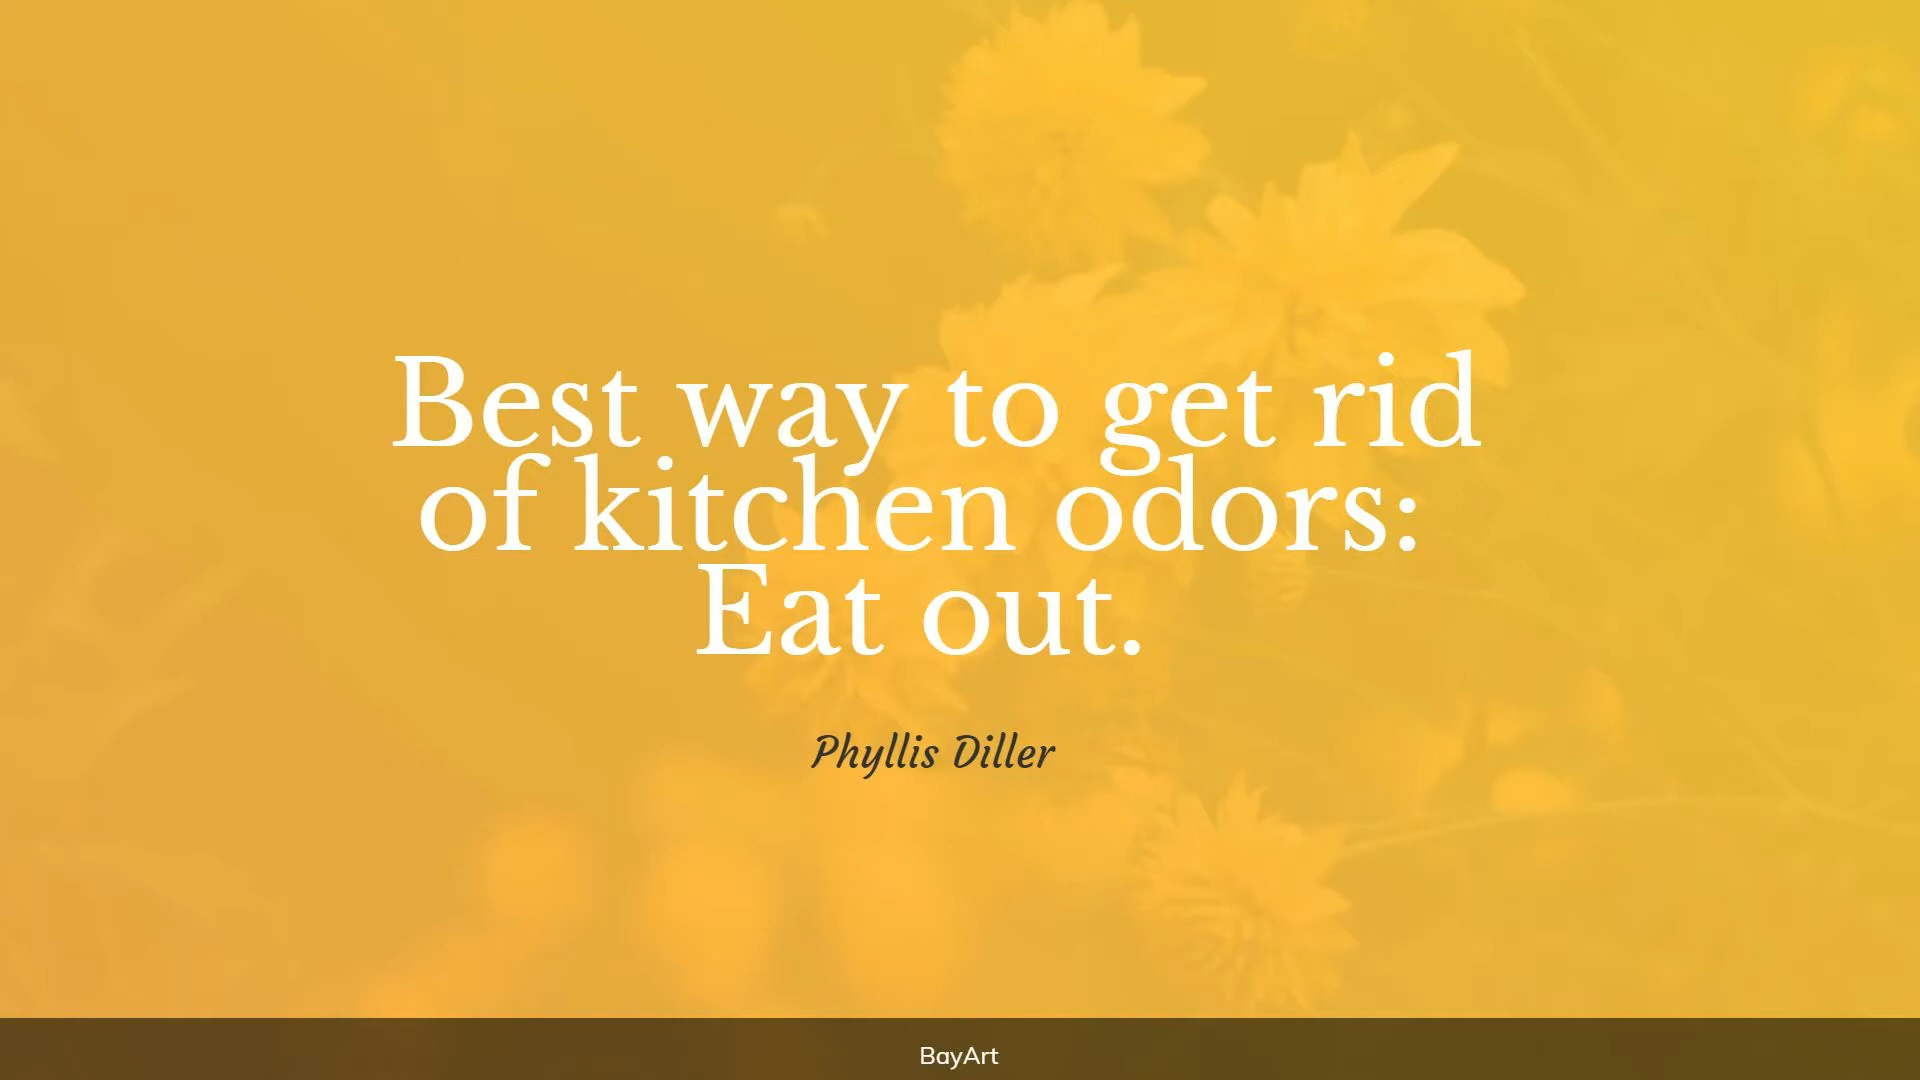 Best way to get rid
of kitchen odors:
Eat out.
Phyllis Diller
BayArt